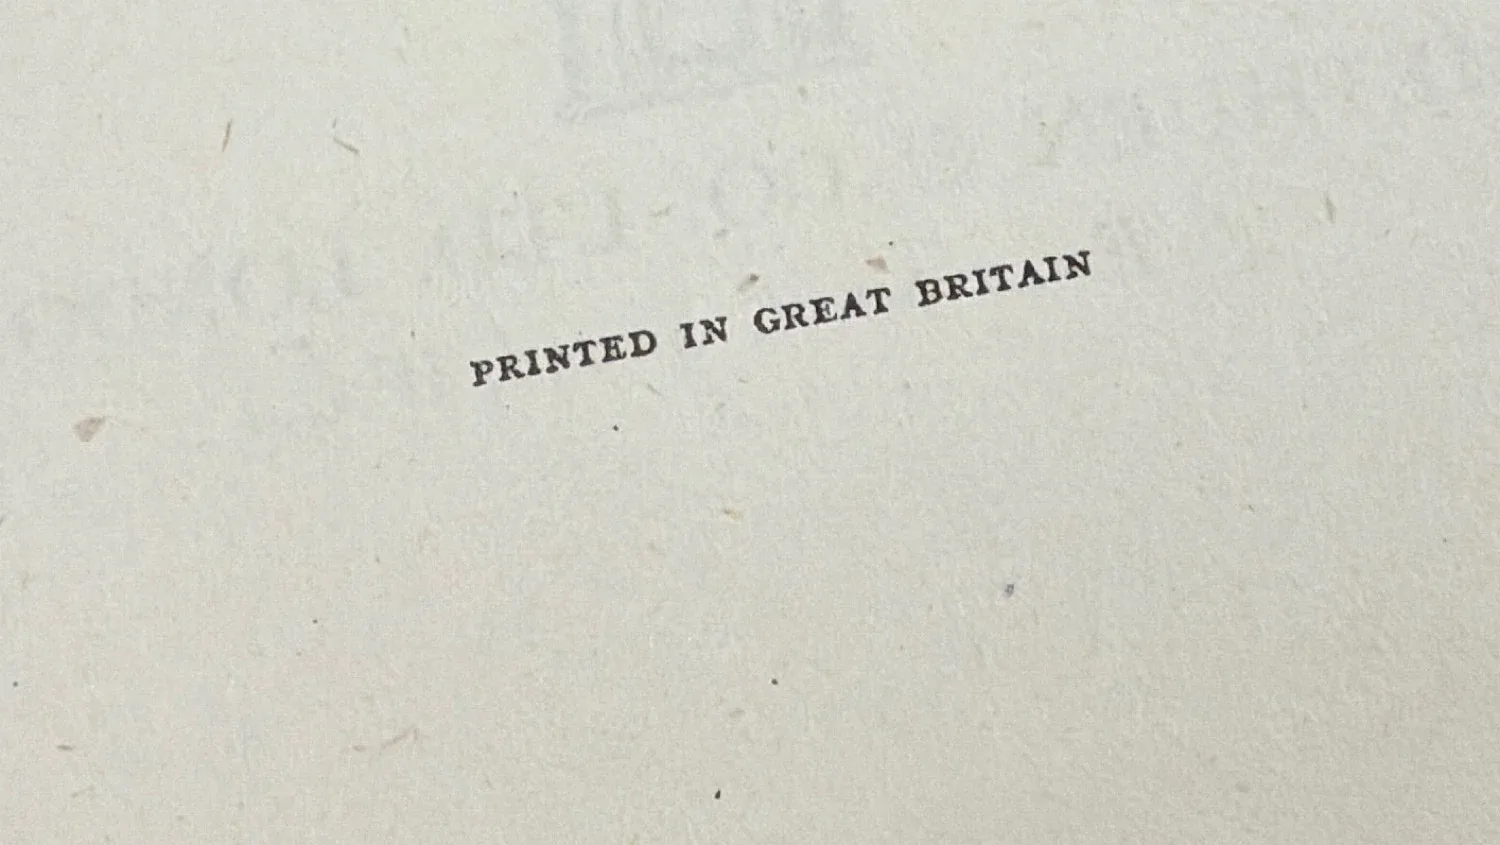 PRINTED IN GREAT BRITAIN